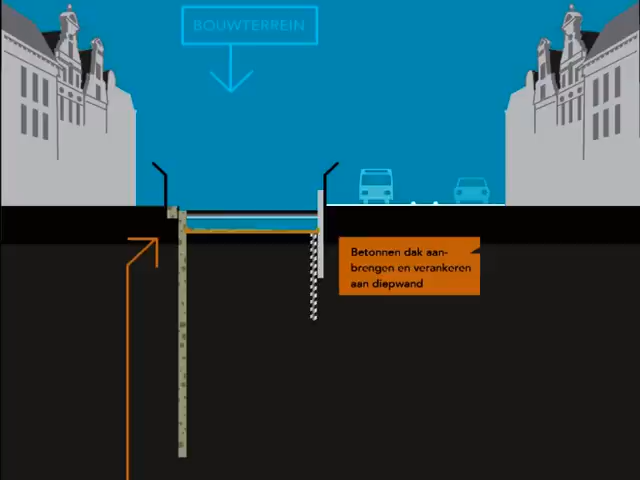 BOUWTERREIN
Betonnen dak aan-
brengen en verankeren
aan diepwand